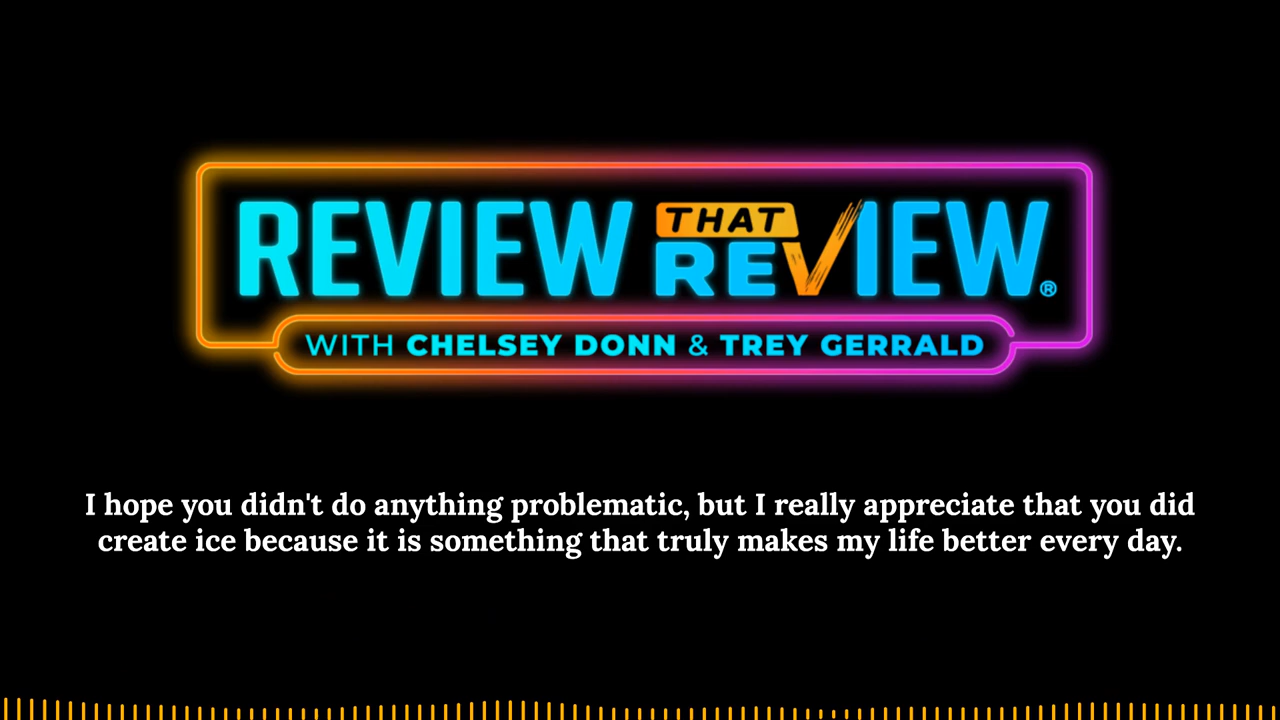 REVIEW THAT REVIEW®
WITH CHELSEY DONN & TREY GERRALD
I hope you didn't do anything problematic, but I really appreciate that you did
create ice because it is something that truly makes my life better every day.